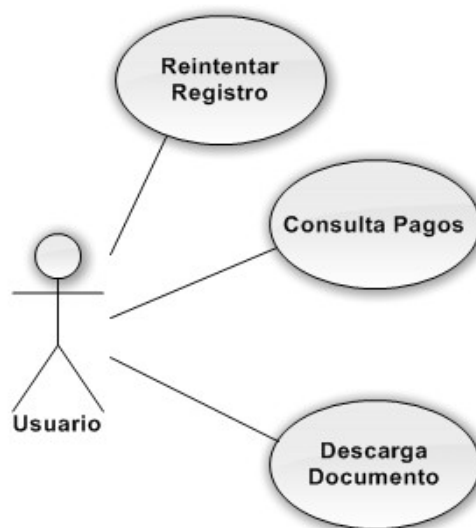 Reintentar
Registro
Consulta Pagos
Usuario
Descarga
Documento